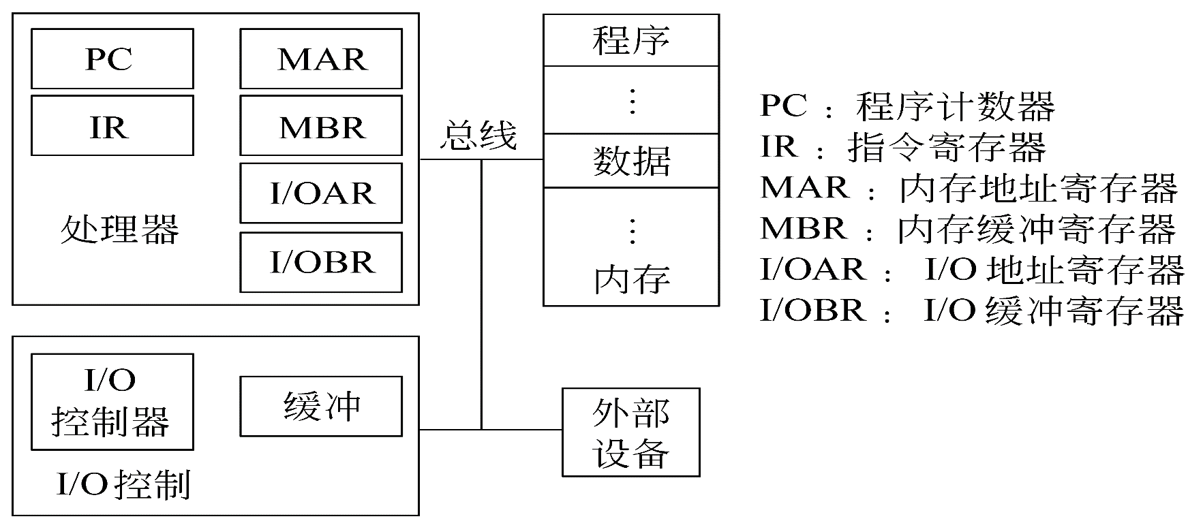 PC
MAR
IR
MBR
I/OAR
I/OBR
处理器
总线
程序
⋮
数据
⋮
内存
PC ：程序计数器
IR ：指令寄存器
MAR ：内存地址寄存器
MBR ：内存缓冲寄存器
I/OAR ： I/O 地址寄存器
I/OBR ： I/O 缓冲寄存器
I/O
控制器
缓冲
I/O 控制
外部
设备